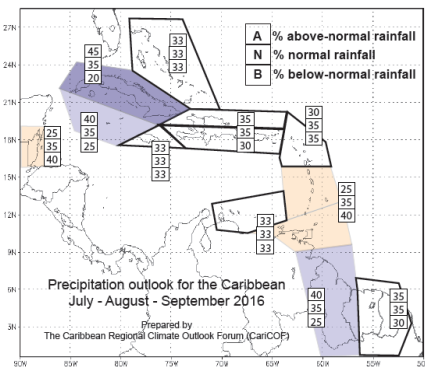 27N
24N
21N
18N
15N
12N
9N
6N
3N
A % above-normal rainfall
N % normal rainfall
B % below-normal rainfall
33
33
33
45
35
20
40
35
25
35
35
30
30
35
35
25
40
33
33
33
25
35
40
33
33
33
40
35
25
35
35
30
Precipitation outlook for the Caribbean
July - August - September 2016
Prepared by
The Caribbean Regional Climate Outlook Forum (CariCOF)
90W 85W 80W 75W 70W 65W 60W 55W 50